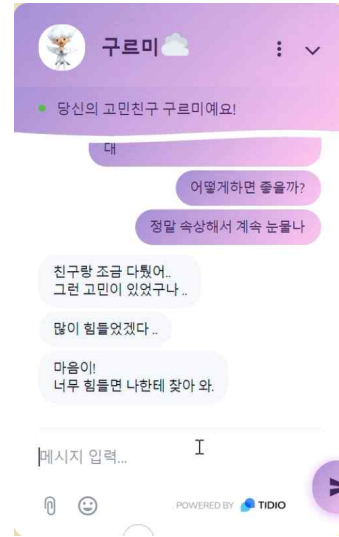 구르미
당신의 고민친구 구르미예요!
대
어떻게하면 좋을까?
정말 속상해서 계속 눈물나
친구랑 조금 다퉜어..
그런 고민이 있었구나 ..
많이 힘들었겠다 ..
마음이!
너무 힘들면 나한테 찾아 와.
메시지 입력...
POWERED BY TIDIO